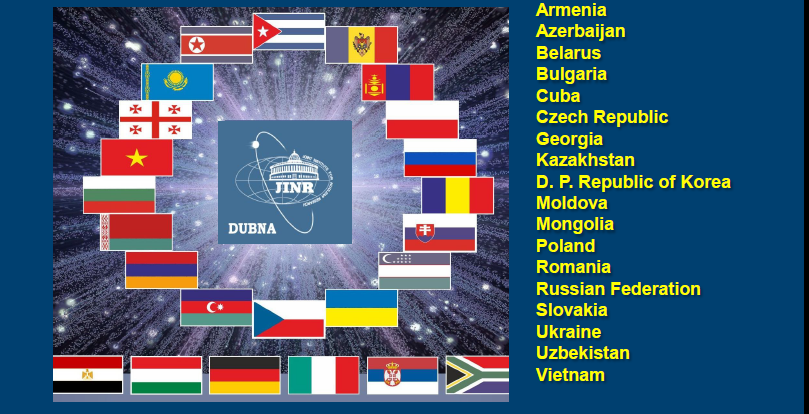 Armenia
Azerbaijan
Belarus
Bulgaria
Cuba
Czech Republic
Georgia
Kazakhstan
D. P. Republic of Korea
Moldova
Mongolia
Poland
Romania
Russian Federation
Slovakia
Ukraine
Uzbekistan
Vietnam
JINR
DUBNA